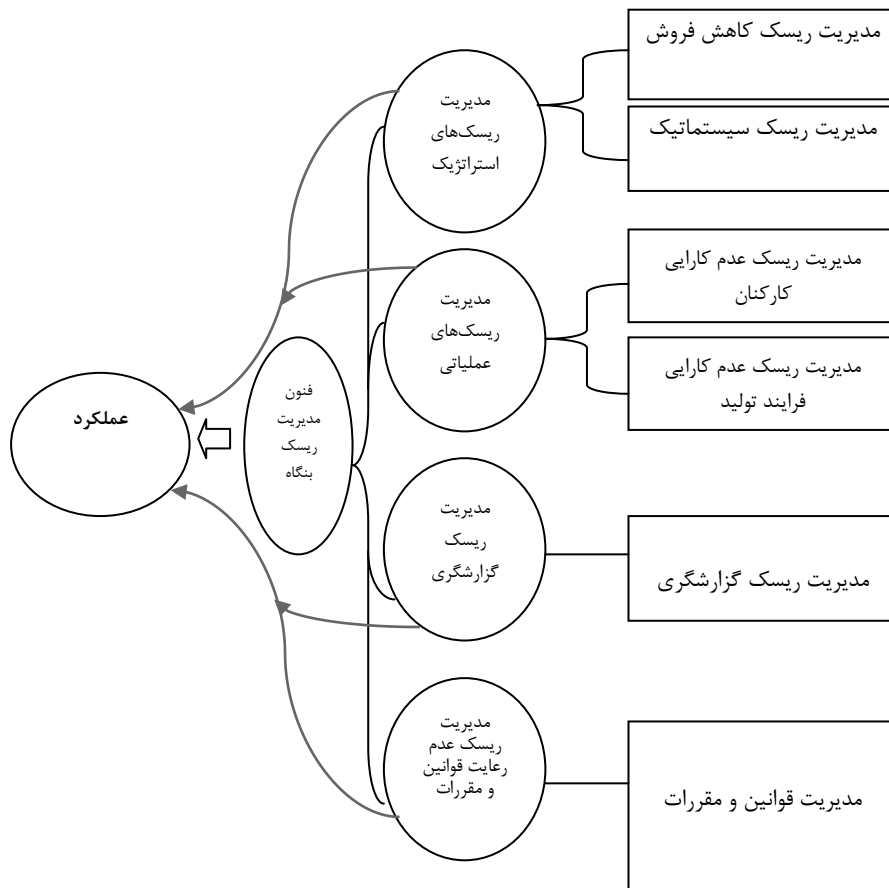 مدیریت ریسک کاهش فروش
مدیریت ریسک سیستماتیک
مدیریت ریسک عدم کارایی
کارکنان
مدیریت ریسک عدم کارایی
فرایند تولید
مدیریت ریسک گزارشگری
مدیریت قوانین و مقررات
مدیریت
ریسک‌های
استراتژیک
مدیریت
ریسک‌های
عملیاتی
مدیریت
ریسک
گزارشگری
مدیریت
ریسک عدم
رعایت قوانین
و مقررات
فنون
مدیریت
ریسک
بنگاه
عملکرد